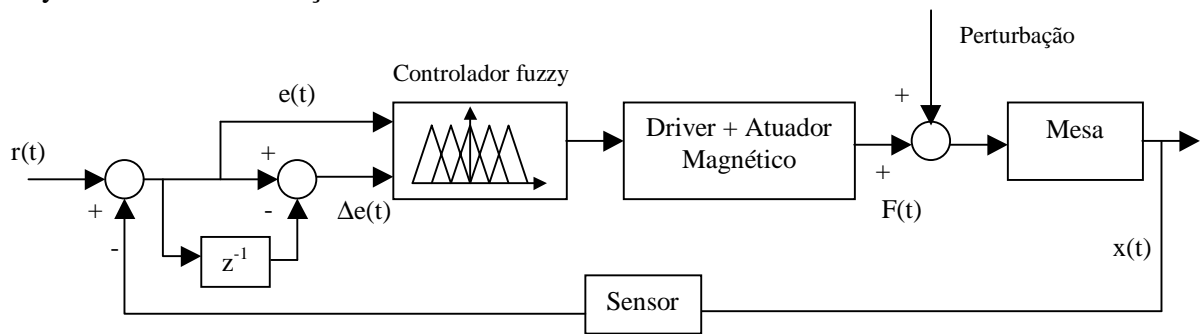 Perturbação
Controlador fuzzy
e(t)
+
Driver + Atuador
Magnético
Mesa
r(t)
+
+
+
-
Δe(t)
F(t)
-
z-1
x(t)
Sensor